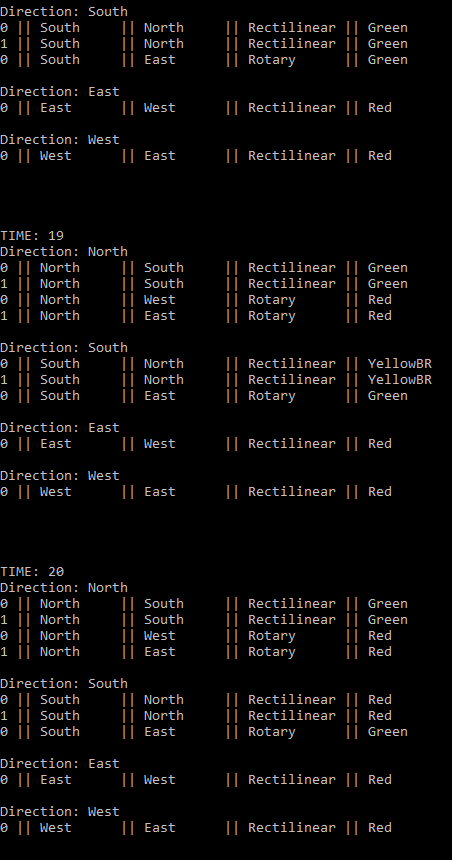 Direction: South
0 || South || North || Rectilinear || Green
1 || South || North || Rectilinear || Green
0 || South || East || Rotary || Green
Direction: East
0 || East || West || Rectilinear || Red
Direction: West
0 || West || East || Rectilinear || Red
TIME: 19
Direction: North
0 || North || South || Rectilinear || Green
1 || North || South || Rectilinear || Green
0 || North || West || Rotary || Red
1 || North || East || Rotary || Red
Direction: South
0 || South || North || Rectilinear || YellowBR
1 || South || North || Rectilinear || YellowBR
0 || South || East || Rotary || Green
Direction: East
0 || East || West || Rectilinear || Red
Direction: West
0 || West || East || Rectilinear || Red
TIME: 20
Direction: North
0 || North || South || Rectilinear || Green
1 || North || South || Rectilinear || Green
0 || North || West || Rotary || Red
1 || North || East || Rotary || Red
Direction: South
0 || South || North || Rectilinear || Red
1 || South || North || Rectilinear || Red
0 || South || East || Rotary || Green
Direction: East
0 || East || West || Rectilinear || Red
Direction: West
0 || West || East || Rectilinear || Red